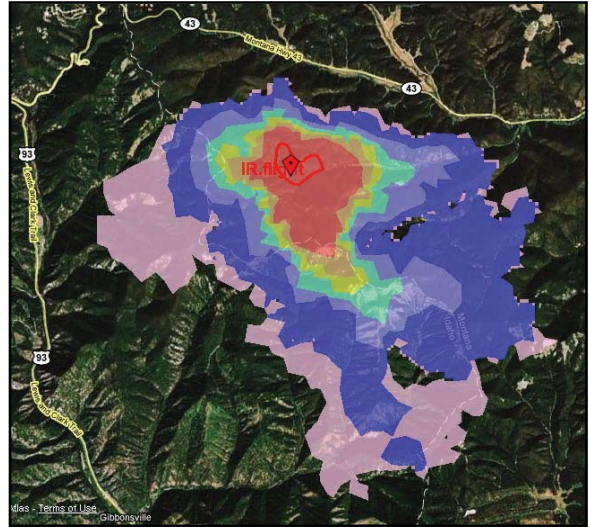 43
Montana Hwy 43
43
93
Lewis and Clark Trail
IR.flight
Montana
Idaho
93
Lewis and Clark Trail
Atlas - Terms of Use
Gibbonsville